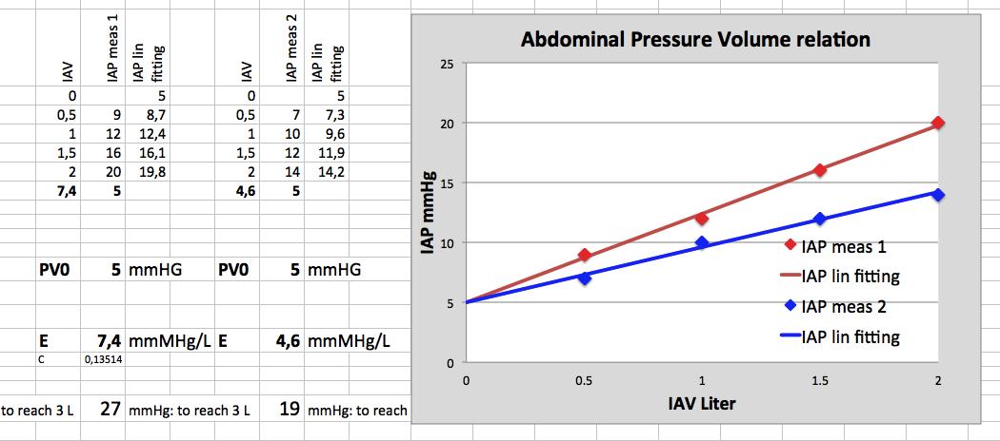 IAV IAP meas 1 IAP lin fitting IAV IAP meas 2 IAP lin fitting
0 5 0 5
0,5 9 8,7 0,5 7 7,3
1 12 12,4 1 10 9,6
1,5 16 16,1 1,5 12 11,9
2 20 19,8 2 14 14,2
7,4 5 4,6 5
PV0 5 mmHG PV0 5 mmHG
E 7,4 mmMHg/L E 4,6 mmMHg/L
C 0,13514
to reach 3 L 27 mmHg: to reach 3 L 19 mmHg: to reach
Abdominal Pressure Volume relation
IAP mmHg
25
20
15
10
5
0
IAP meas 1
IAP lin fitting
IAP meas 2
IAP lin fitting
0 0.5 1 1.5 2
IAV Liter